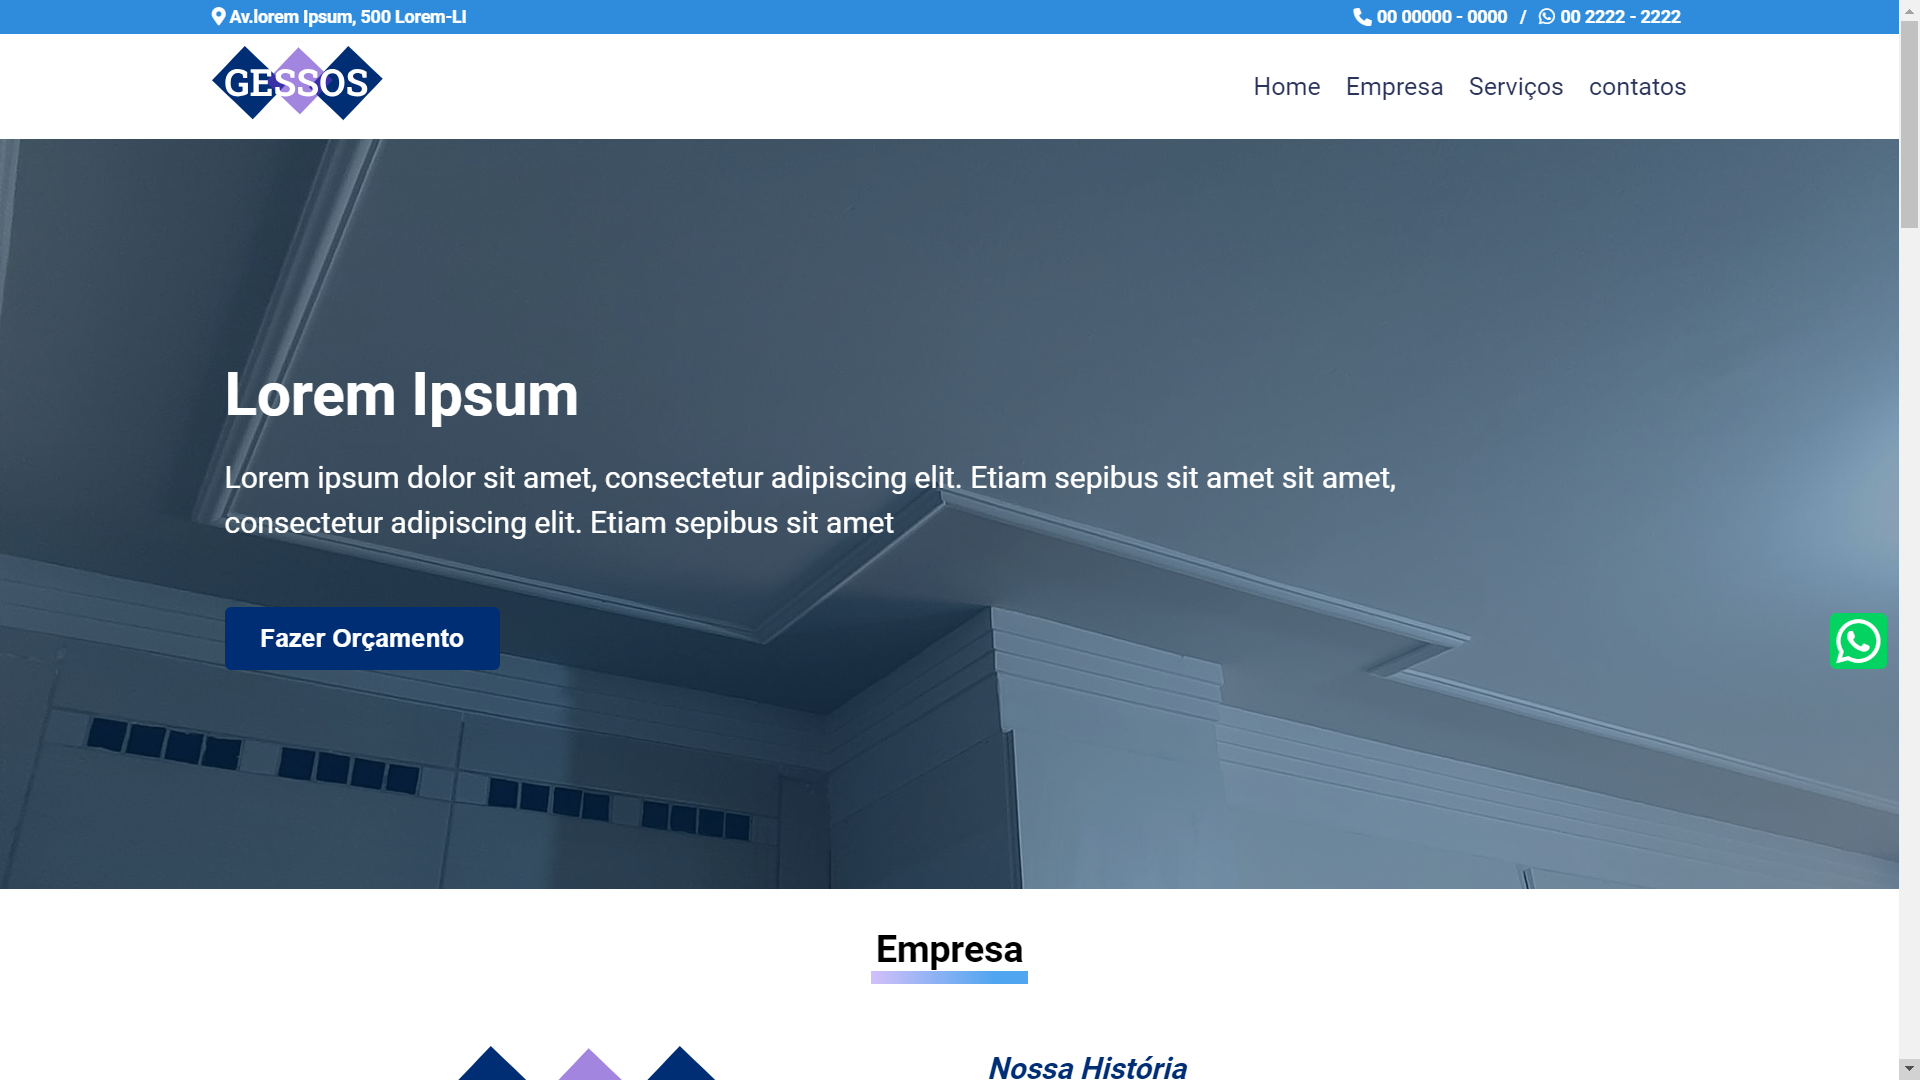 Av.lorem Ipsum, 500 Lorem-LI
00 00000 - 0000 / 00 2222 - 2222
GESSOS
Home Empresa Serviços contatos
Lorem Ipsum
Lorem ipsum dolor sit amet, consectetur adipiscing elit. Etiam sepibus sit amet sit amet,
consectetur adipiscing elit. Etiam sepibus sit amet
Fazer Orçamento
Empresa
Nossa História